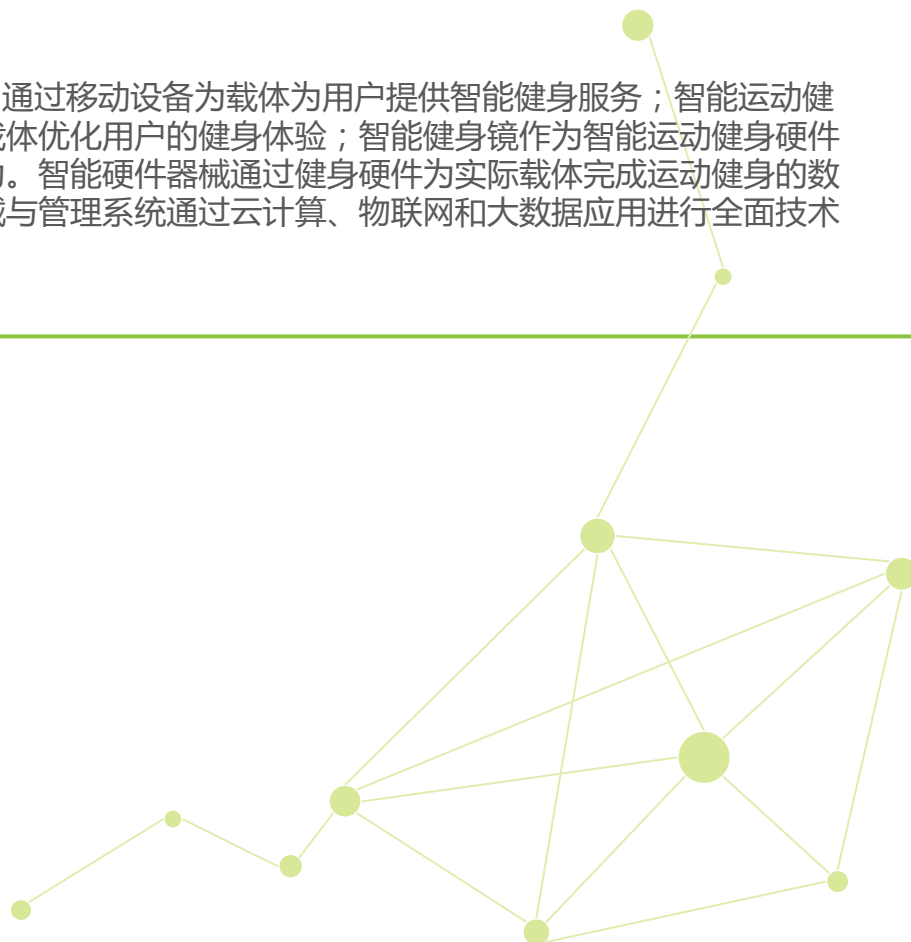 通过移动设备为载体为用户提供智能健身服务；智能运动健
体优化用户的健身体验；智能健身镜作为智能运动健身硬件
。智能硬件器械通过健身硬件为实际载体完成运动健身的数
与管理系统通过云计算、物联网和大数据应用进行全面技术